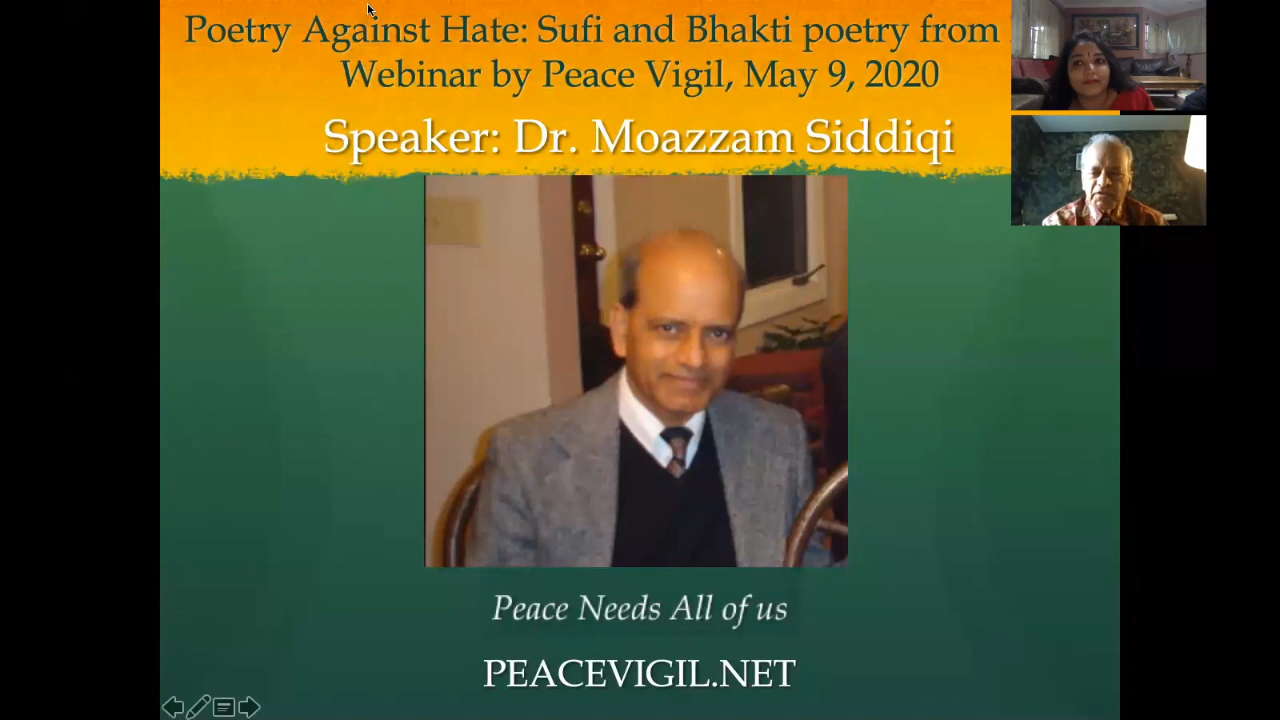 Poetry Against Hate: Sufi and Bhakti poetry from
Webinar by Peace Vigil, May 9, 2020
Speaker: Dr. Moazzam Siddiqi
Peace Needs All of us
PEACEVIGIL.NET